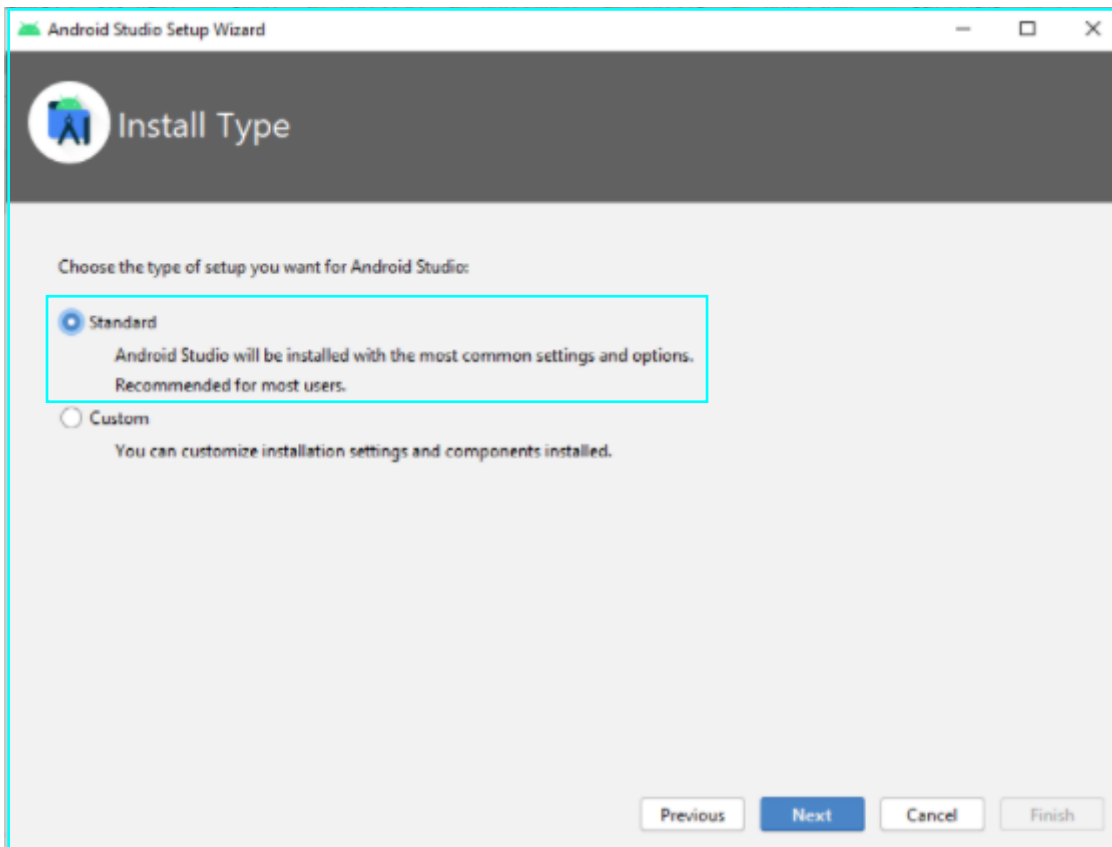 Android Studio Setup Wizard
Install Type
Choose the type of setup you want for Android Studio:
Standard
Android Studio will be installed with the most common settings and options.
Recommended for most users.
Custom
You can customize installation settings and components installed.
Previous Next Cancel Finish